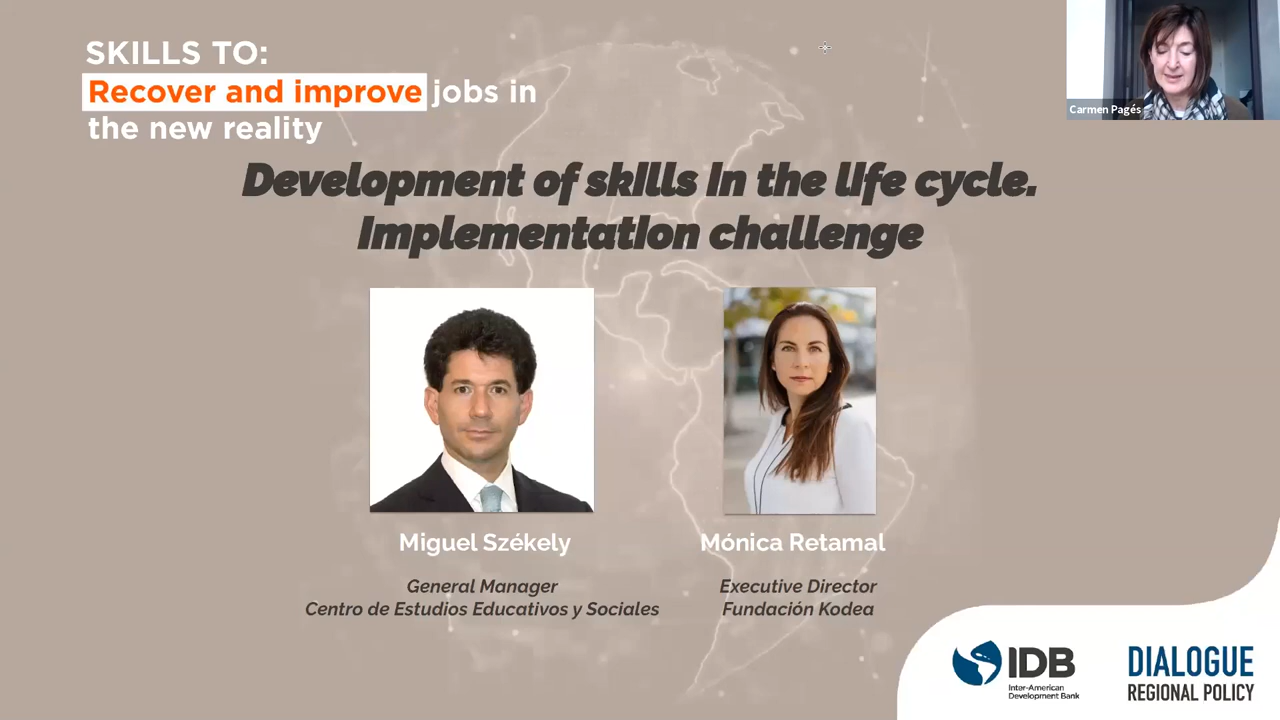 SKILLS TO:
Recover and improve jobs in
the new reality
Carmen Pagés
Development of skills in the life cycle.
Implementation challenge
Miguel Székely
General Manager
Centro de Estudios Educativos y Sociales
Mónica Retamal
Executive Director
Fundación Kodea
IDB
Inter-American
Development Bank
DIALOGUE
REGIONAL POLICY